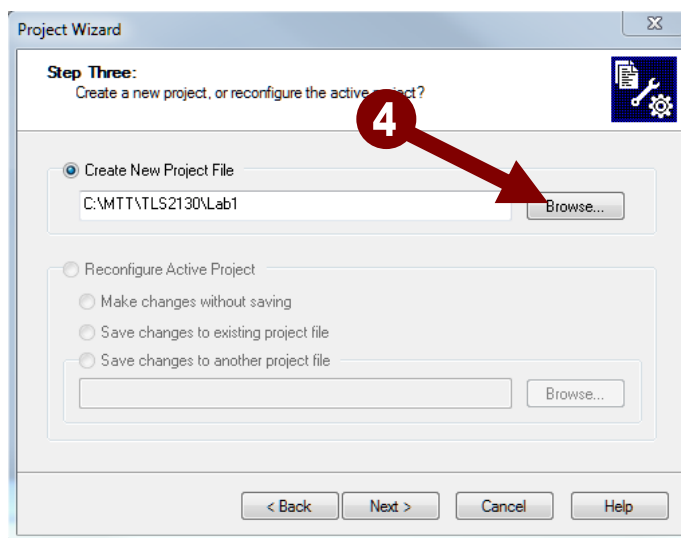 Project Wizard
Step Three:
Create a new project, or reconfigure the active project?
4
Create New Project File
C:\MTT\TLS2130\Lab1
Browse...
Reconfigure Active Project
Make changes without saving
Save changes to existing project file
Save changes to another project file
Browse...
< Back Next > Cancel Help